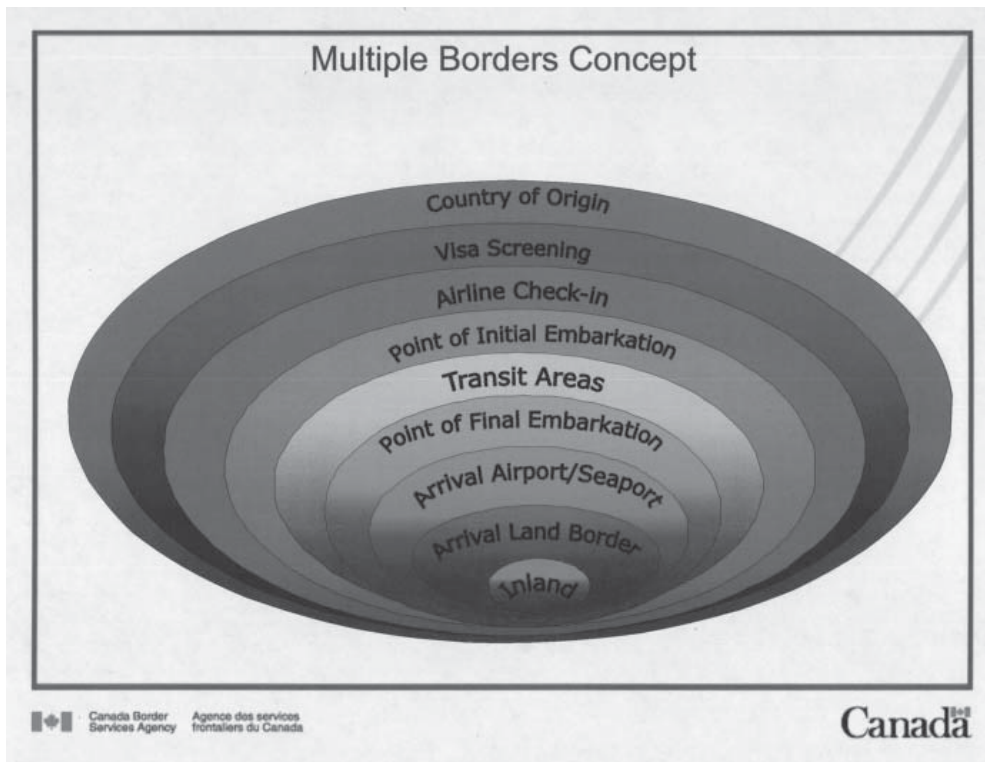 Multiple Borders Concept
Country of Origin
Visa Screening
Airline Check-in
Point of Initial Embarkation
Transit Areas
Point of Final Embarkation
Arrival Airport/Seaport
Arrival Land Border
Inland
Canada Border
Services Agency
Agence des services
frontaliers du Canada
Canada